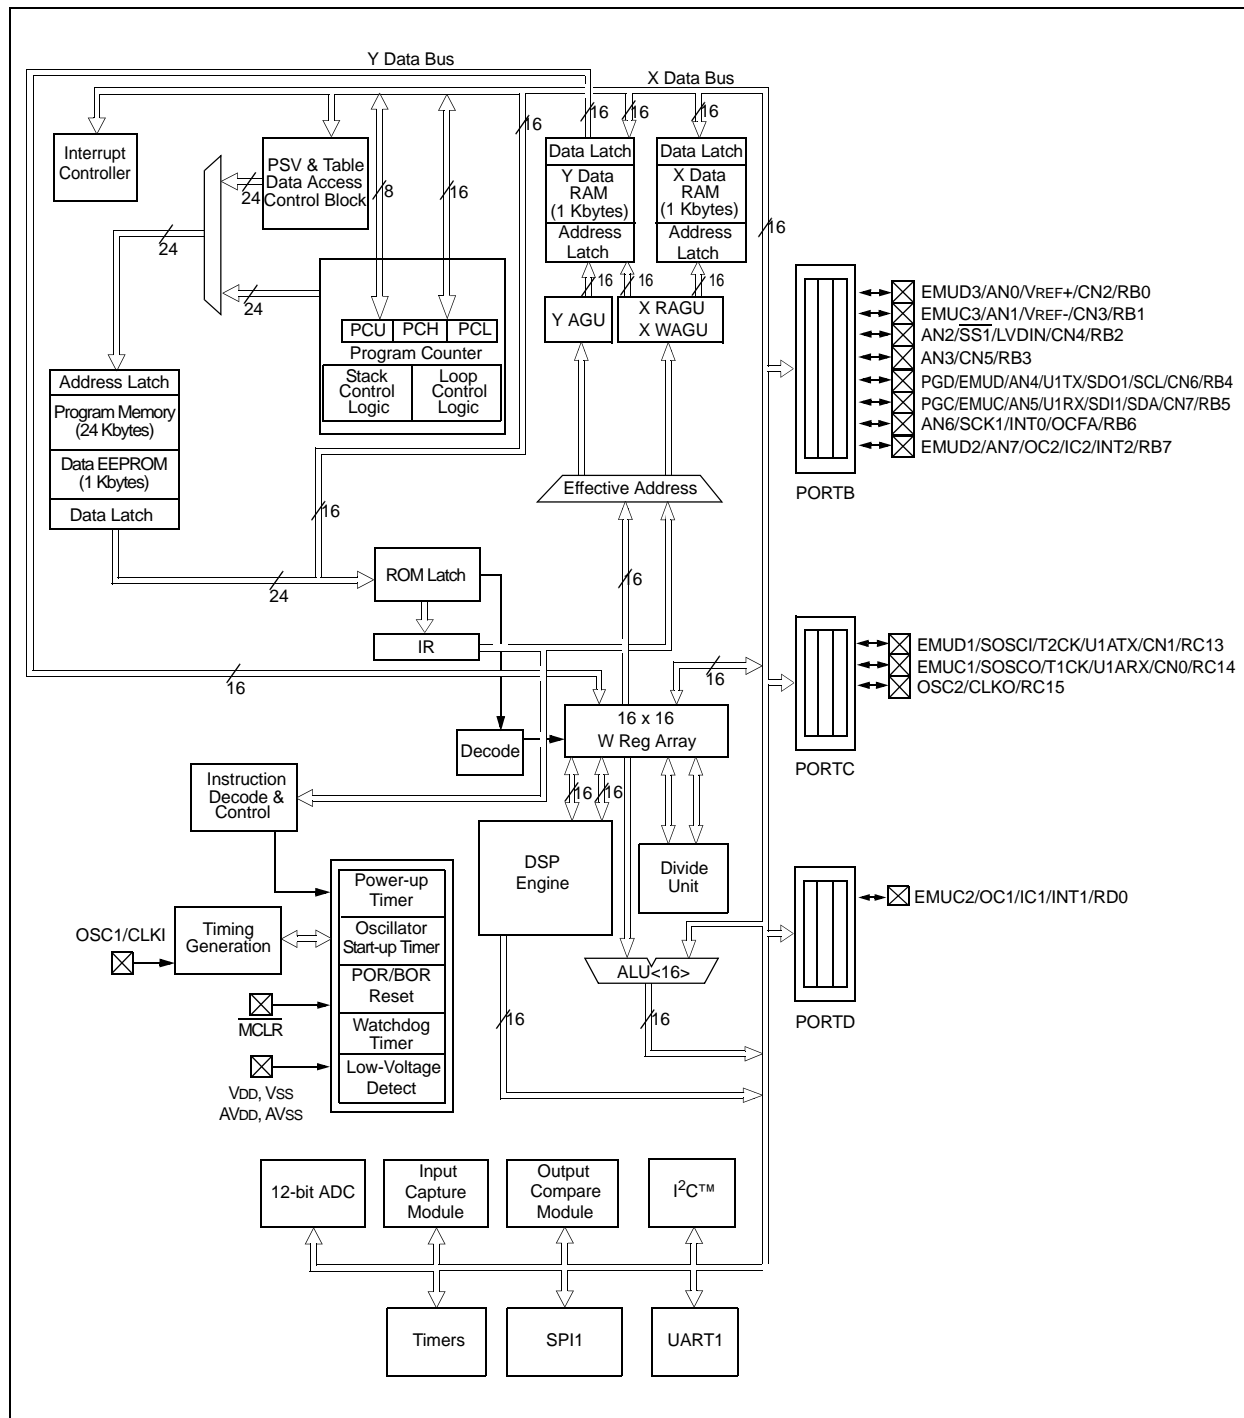 Y Data Bus
X Data Bus
16
16
16
16
Interrupt
Controller
PSV & Table
Data Access
Control Block
24
24
24
8
16
Data Latch
Y Data
RAM
(1 Kbytes)
Address
Latch
Data Latch
X Data
RAM
(1 Kbytes)
Address
Latch
16
16
16
16
Y AGU
X RAGU
X WAGU
PCU
PCH
PCL
Program Counter
Stack
Control
Logic
Loop
Control
Logic
Address Latch
Program Memory
(24 Kbytes)
Data EEPROM
(1 Kbytes)
Data Latch
16
24
Effective Address
16
ROM Latch
IR
16
16
Decode
16 x 16
W Reg Array
Instruction
Decode &
Control
16
16
DSP
Engine
Divide
Unit
Power-up
Timer
Oscillator
Start-up Timer
POR/BOR
Reset
Watchdog
Timer
Low-Voltage
Detect
OSC1/CLKI
Timing
Generation
MCLR
VDD, VSS
AVDD, AVSS
ALU<16>
16
16
EMUD3/AN0/VREF+/CN2/RB0
EMUC3/AN1/VREF-/CN3/RB1
AN2/SS1/LVDIN/CN4/RB2
AN3/CN5/RB3
PGD/EMUD/AN4/U1TX/SDO1/SCL/CN6/RB4
PGC/EMUC/AN5/U1RX/SDI1/SDA/CN7/RB5
AN6/SCK1/INT0/OCFA/RB6
EMUD2/AN7/OC2/IC2/INT2/RB7
PORTB
EMUD1/SOSCI/T2CK/U1ATX/CN1/RC13
EMUC1/SOSCO/T1CK/U1ARX/CN0/RC14
OSC2/CLKO/RC15
PORTC
EMUC2/OC1/IC1/INT1/RD0
PORTD
12-bit ADC
Input
Capture
Module
Output
Compare
Module
I²C™
Timers
SPI1
UART1